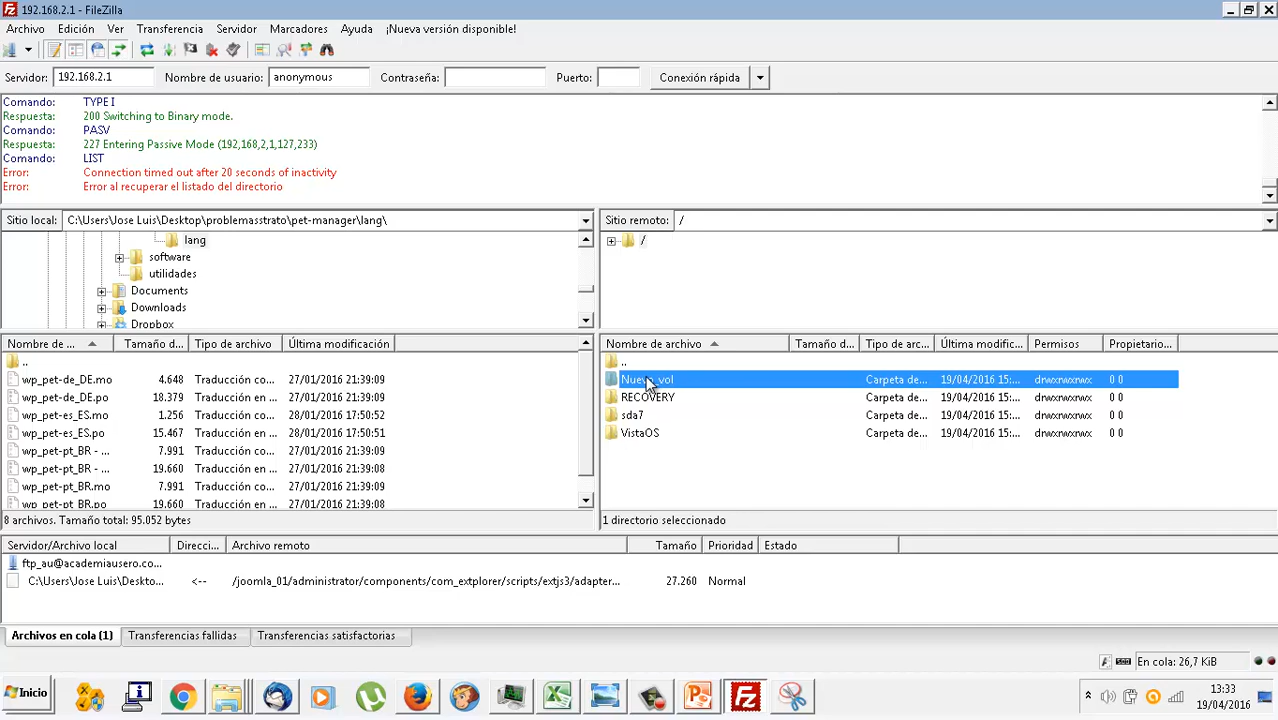 192.168.2.1 - FileZilla
Archivo Edición Ver Transferencia Servidor Marcadores Ayuda ¡Nueva versión disponible!
Servidor: 192.168.2.1 Nombre de usuario: anonymous Contraseña: Puerto: Conexión rápida
Comando: TYPE I
Respuesta: 200 Switching to Binary mode.
Comando: PASV
Respuesta: 227 Entering Passive Mode (192,168,2,1,127,233)
Comando: LIST
Error: Connection timed out after 20 seconds of inactivity
Error: Error al recuperar el listado del directorio
Sitio local: C:\Users\Jose Luis\Desktop\problemasstrato\pet-manager\lang\
lang
software
utilidades
Documents
Downloads
Dropbox
Sitio remoto: /
/
Nombre de ... Tamaño d... Tipo de archivo Última modificación
..
wp_pet-de_DE.mo 4.648 Traducción co... 27/01/2016 21:39:09
wp_pet-de_DE.po 18.379 Traducción en ... 27/01/2016 21:39:09
wp_pet-es_ES.mo 1.256 Traducción co... 28/01/2016 17:50:52
wp_pet-es_ES.po 15.467 Traducción en ... 28/01/2016 17:50:51
wp_pet-pt_BR - ... 7.991 Traducción co... 27/01/2016 21:39:09
wp_pet-pt_BR - ... 19.660 Traducción en ... 27/01/2016 21:39:08
wp_pet-pt_BR.mo 7.991 Traducción co... 27/01/2016 21:39:09
wp_pet-pt_BR.po 19.660 Traducción en ... 27/01/2016 21:39:08
8 archivos. Tamaño total: 95.052 bytes
Nombre de archivo Tamaño d... Tipo de arc... Última modific... Permisos Propietario...
..
Nuevo_vol Carpeta de... 19/04/2016 15:... drwxrwxrwx 0 0
RECOVERY Carpeta de... 19/04/2016 15:... drwxrwxrwx 0 0
sda7 Carpeta de... 19/04/2016 15:... drwxrwxrwx 0 0
VistaOS Carpeta de... 19/04/2016 15:... drwxrwxrwx 0 0
1 directorio seleccionado
Servidor/Archivo local Direcci... Archivo remoto Tamaño Prioridad Estado
ftp_au@academiausero.co...
C:\Users\Jose Luis\Deskto... <-- /joomla_01/administrator/components/com_extplorer/scripts/extjs3/adapter... 27.260 Normal
Archivos en cola (1) Transferencias fallidas Transferencias satisfactorias
En cola: 26,7 KiB
Inicio
13:33
19/04/2016